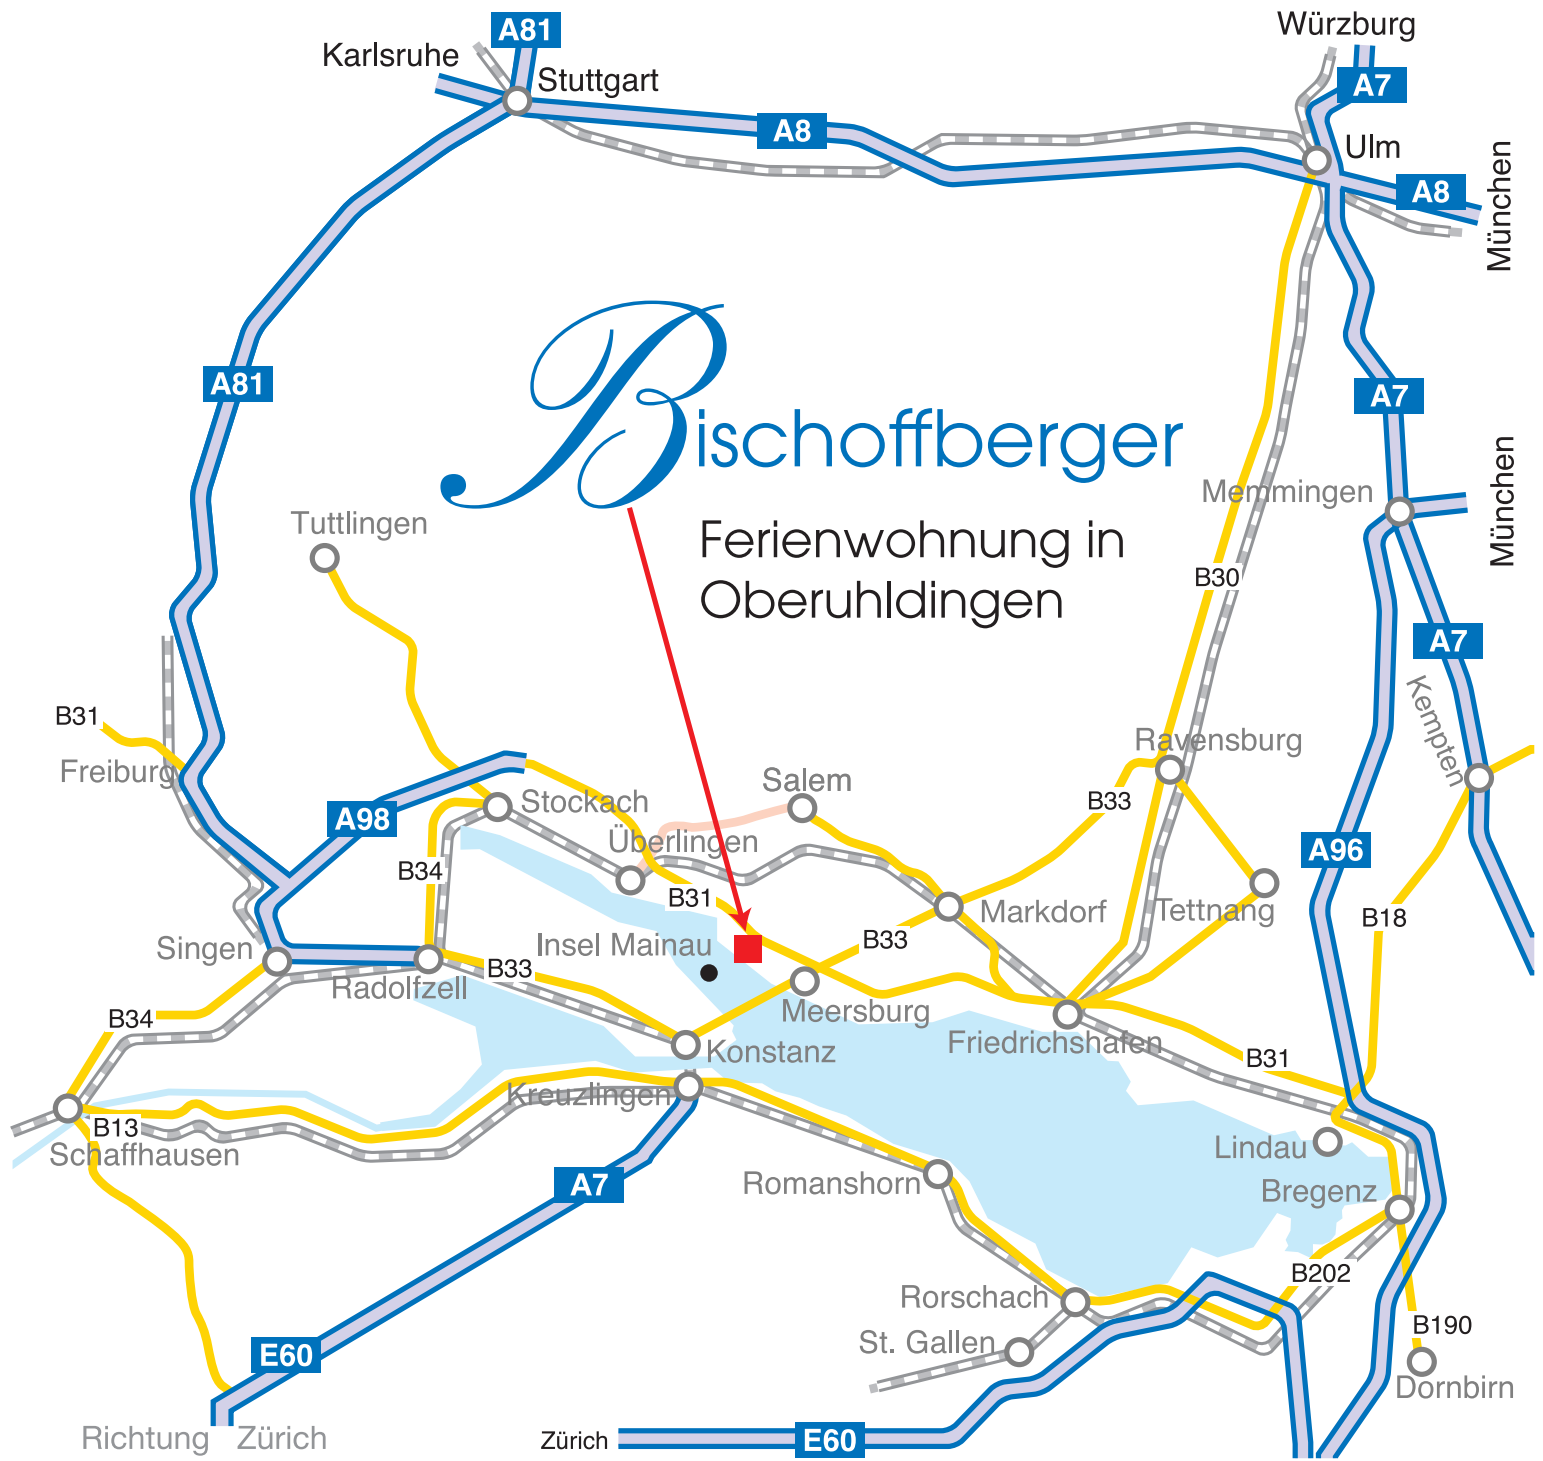 A81
Würzburg
Karlsruhe
Stuttgart
A7
A8
Ulm
A8
München
A81
A7
Bischoffberger
Memmingen
München
Tuttlingen
Ferienwohnung in
Oberuhldingen
B30
A7
Kempten
B31
Freiburg
Ravensburg
Salem
Stockach
B33
A98
Überlingen
A96
B34
B31
Markdorf
Tettnang
B18
Singen
Insel Mainau
B33
Radolfzell
B33
Meersburg
B34
Konstanz
Friedrichshafen
B31
Kreuzlingen
B13
Schaffhausen
Lindau
A7
Romanshorn
Bregenz
B202
Rorschach
B190
St. Gallen
E60
Dornbirn
Richtung Zürich
Zürich
E60